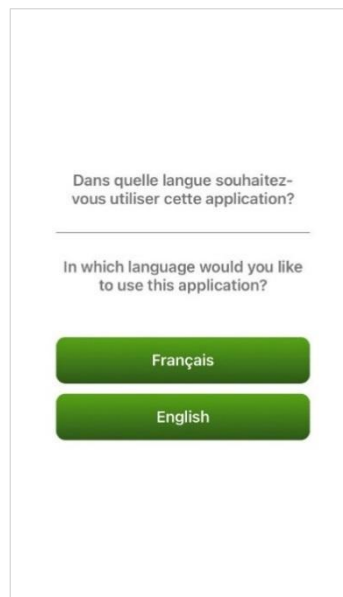 Dans quelle langue souhaitez-
vous utiliser cette application?
In which language would you like
to use this application?
Français
English